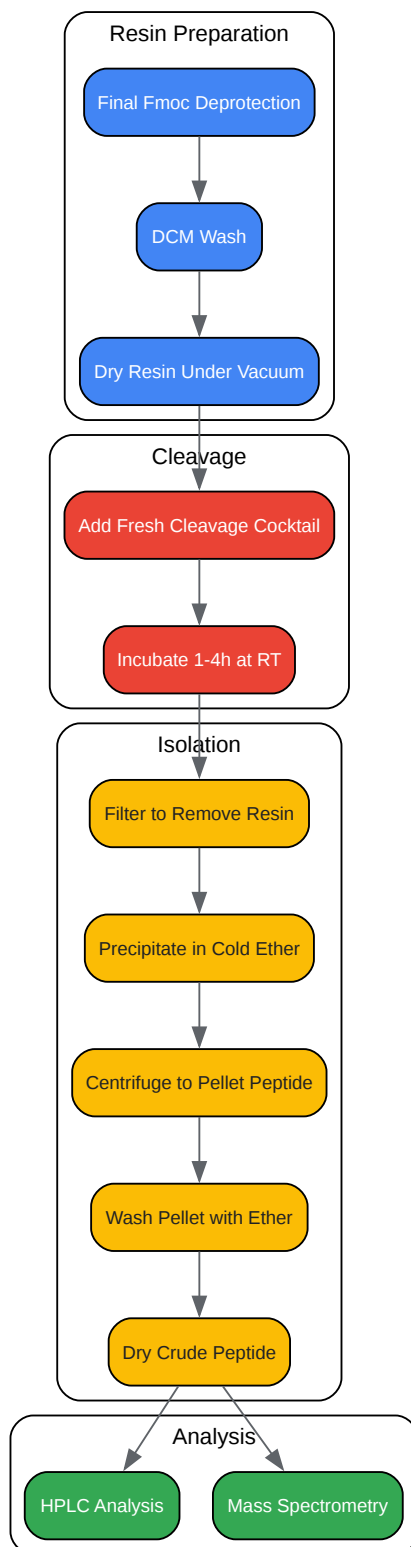 Resin Preparation
Final Fmoc Deprotection
DCM Wash
Dry Resin Under Vacuum
Cleavage
Add Fresh Cleavage Cocktail
Incubate 1-4h at RT
Isolation
Filter to Remove Resin
Precipitate in Cold Ether
Centrifuge to Pellet Peptide
Wash Pellet with Ether
Dry Crude Peptide
Analysis
HPLC Analysis
Mass Spectrometry